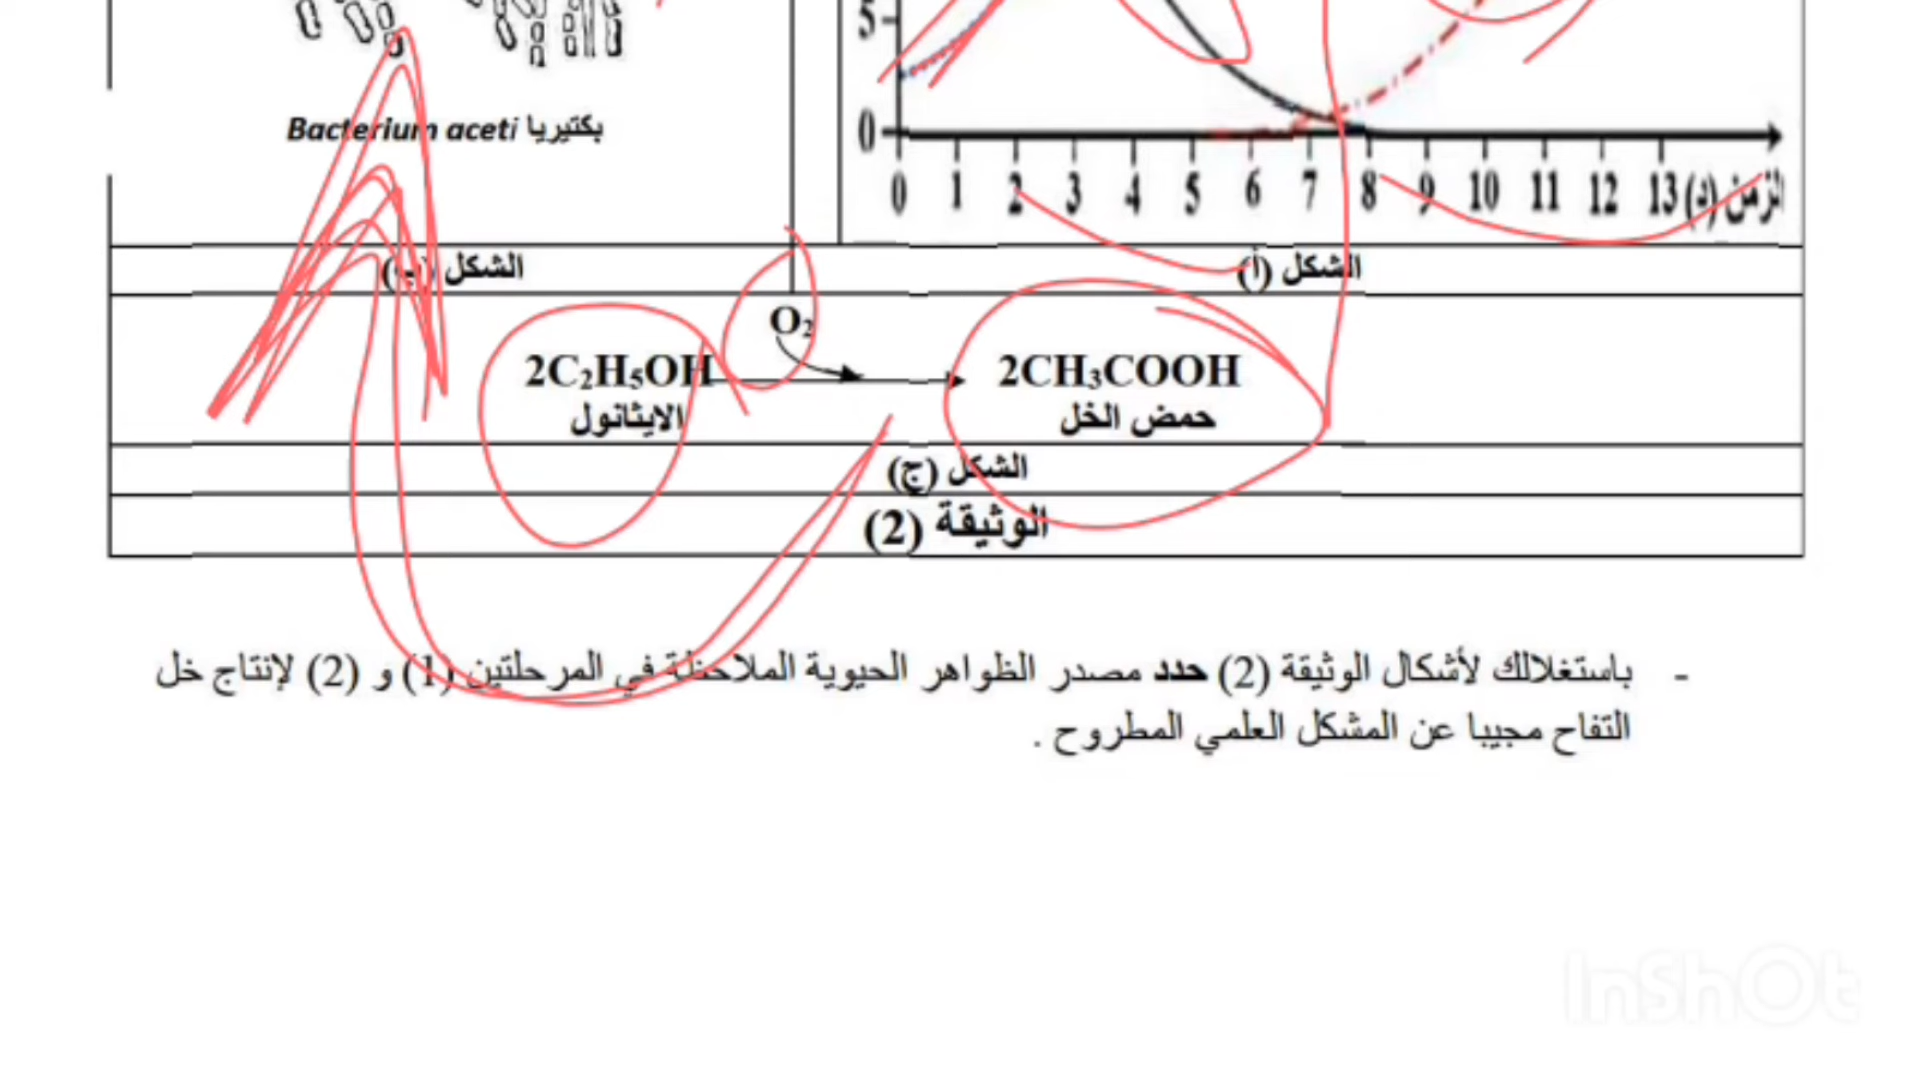 5
بكتيريا Bacterium aceti
0
0 1 2 3 4 5 6 7 8 9 10 11 12 13 الزمن (د)
الشكل (أ)
الشكل (ب)
O₂
2C₂H₅OH 2CH₃COOH
الايثانول حمض الخل
الشكل (ج)
الوثيقة (2)
- باستغلالك لأشكال الوثيقة (2) حدد مصدر الظواهر الحيوية الملاحظة في المرحلتين (1) و (2) لإنتاج خل
التفاح مجيبا عن المشكل العلمي المطروح .
InShOt